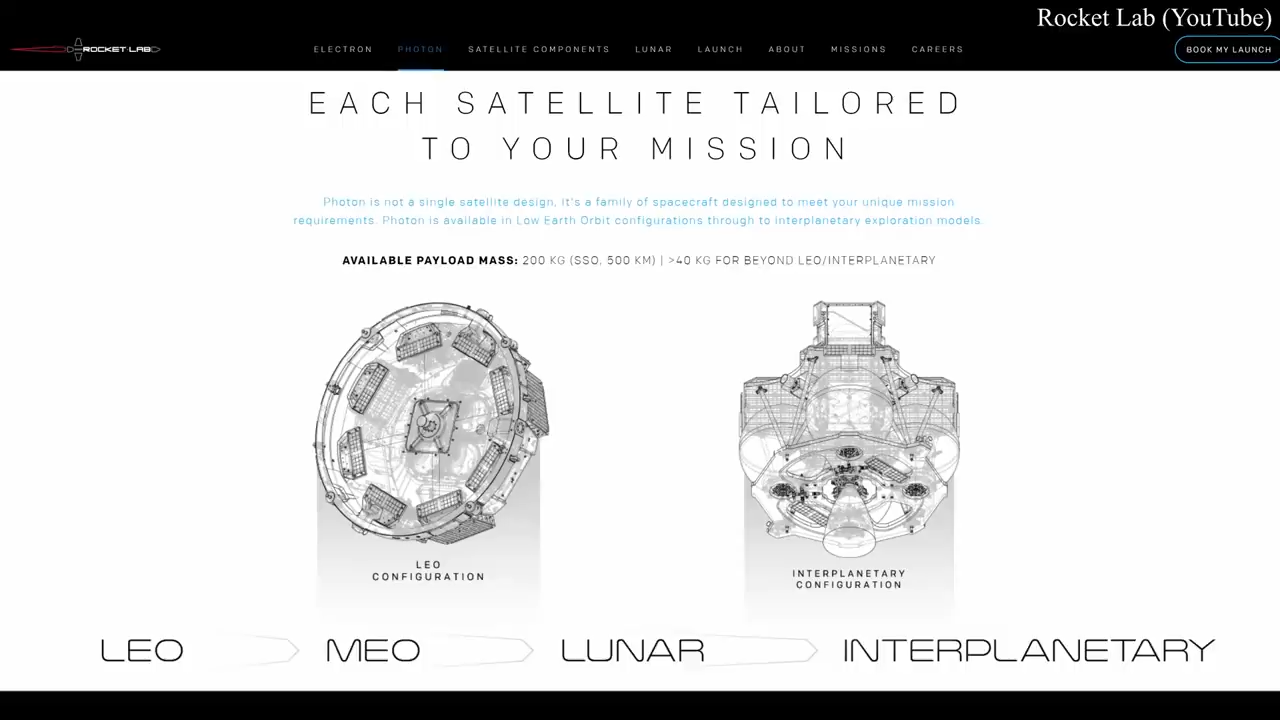 Rocket Lab (YouTube)
ROCKET LAB
ELECTRON PHOTON SATELLITE COMPONENTS LUNAR LAUNCH ABOUT MISSIONS CAREERS BOOK MY LAUNCH
EACH SATELLITE TAILORED
TO YOUR MISSION
Photon is not a single satellite design, it's a family of spacecraft designed to meet your unique mission
requirements. Photon is available in Low Earth Orbit configurations through to interplanetary exploration models.
AVAILABLE PAYLOAD MASS: 200 KG (SSO, 500 KM) | >40 KG FOR BEYOND LEO/INTERPLANETARY
LEO
CONFIGURATION
INTERPLANETARY
CONFIGURATION
LEO MEO LUNAR INTERPLANETARY